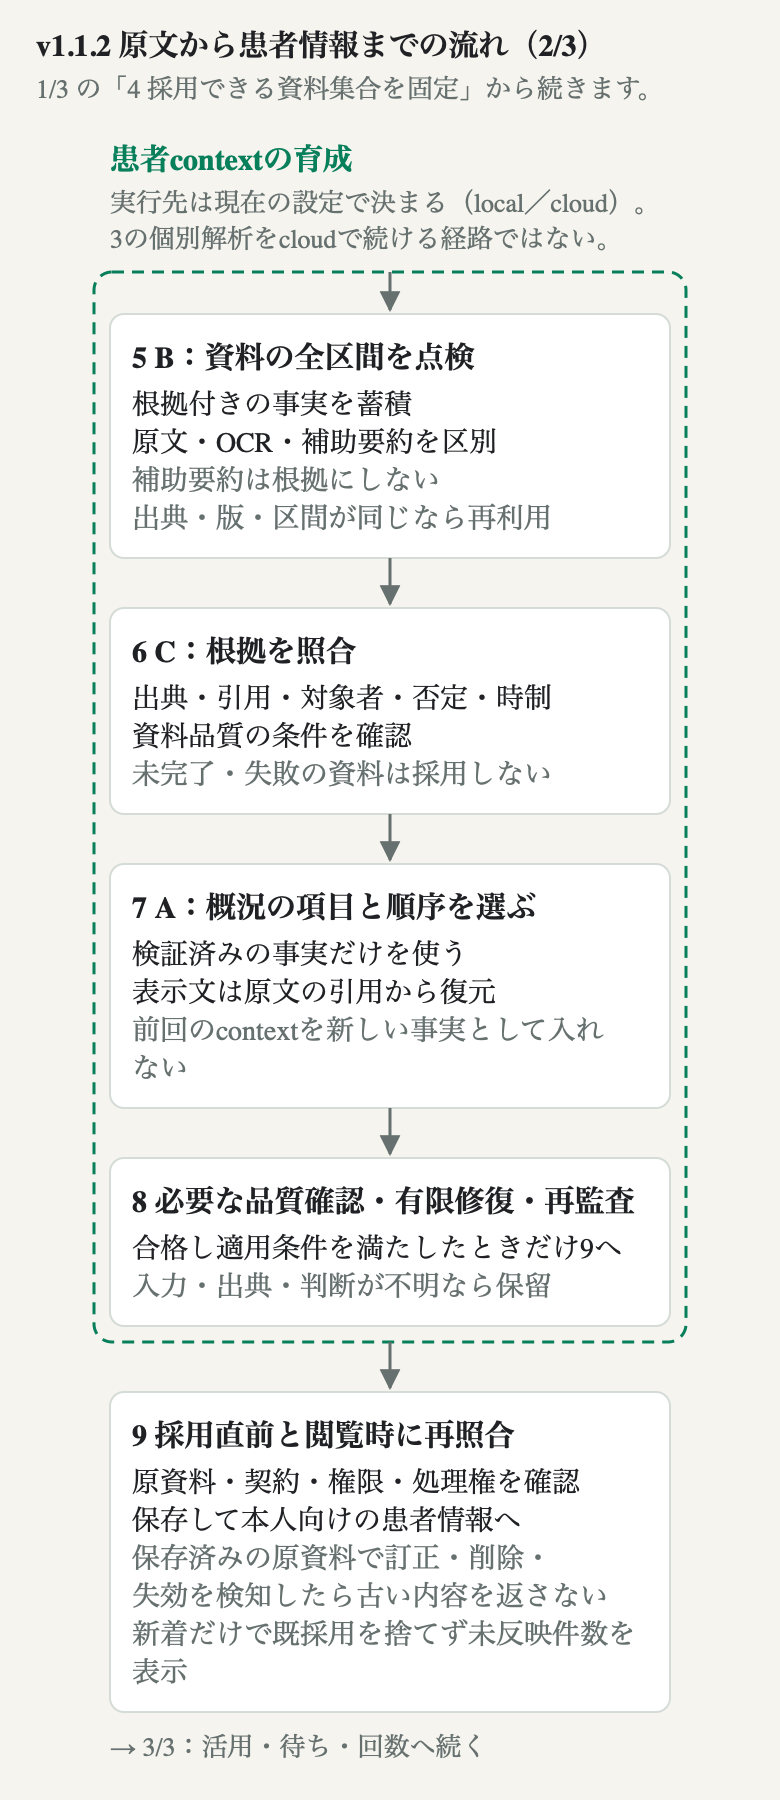 v1.1.2 原文から患者情報までの流れ（2/3）
1/3 の「4 採用できる資料集合を固定」から続きます。
患者contextの育成
実行先は現在の設定で決まる（local／cloud）。
3の個別解析をcloudで続ける経路ではない。
5 B：資料の全区間を点検
根拠付きの事実を蓄積
原文・OCR・補助要約を区別
補助要約は根拠にしない
出典・版・区間が同じなら再利用
6 C：根拠を照合
出典・引用・対象者・否定・時制
資料品質の条件を確認
未完了・失敗の資料は採用しない
7 A：概況の項目と順序を選ぶ
検証済みの事実だけを使う
表示文は原文の引用から復元
前回のcontextを新しい事実として入れ
ない
8 必要な品質確認・有限修復・再監査
合格し適用条件を満たしたときだけ9へ
入力・出典・判断が不明なら保留
9 採用直前と閲覧時に再照合
原資料・契約・権限・処理権を確認
保存して本人向けの患者情報へ
保存済みの原資料で訂正・削除・
失効を検知したら古い内容を返さない
新着だけで既採用を捨てず未反映件数を
表示
→ 3/3：活用・待ち・回数へ続く